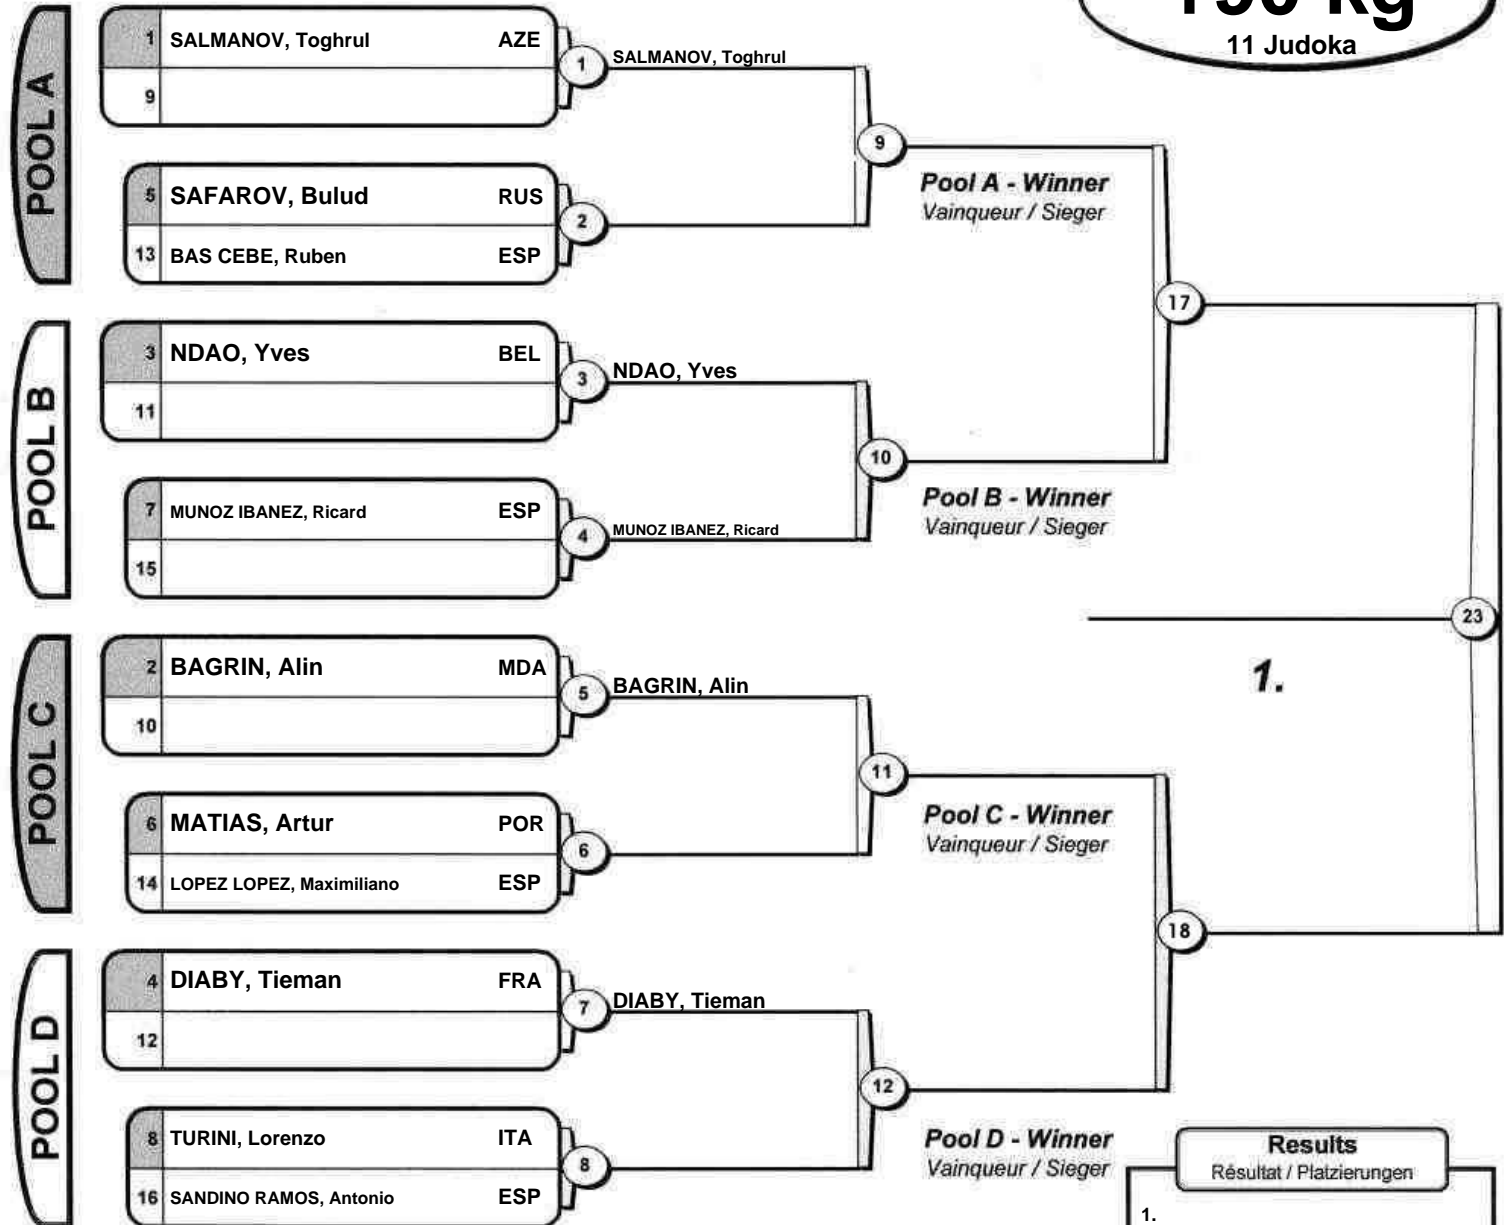 11 Judoka
POOL A
1 SALMANOV, Toghrul AZE
9
1 SALMANOV, Toghrul
5 SAFAROV, Bulud RUS
13 BAS CEBE, Ruben ESP
2
9
Pool A - Winner
Vainqueur / Sieger
POOL B
3 NDAO, Yves BEL
11
3 NDAO, Yves
7 MUNOZ IBANEZ, Ricard ESP
15
4 MUNOZ IBANEZ, Ricard
10
Pool B - Winner
Vainqueur / Sieger
17
POOL C
2 BAGRIN, Alin MDA
10
5 BAGRIN, Alin
6 MATIAS, Artur POR
14 LOPEZ LOPEZ, Maximiliano ESP
6
11
Pool C - Winner
Vainqueur / Sieger
23
1.
POOL D
4 DIABY, Tieman FRA
12
7 DIABY, Tieman
8 TURINI, Lorenzo ITA
16 SANDINO RAMOS, Antonio ESP
8
12
Pool D - Winner
Vainqueur / Sieger
18
Results
Résultat / Platzierungen
1.